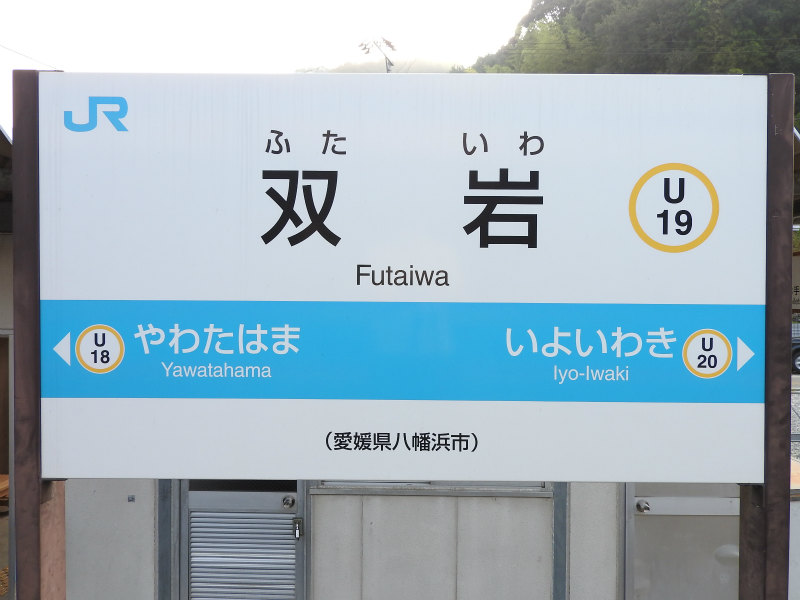 JR
ふた いわ
双岩
U
19
Futaiwa
U
18
やわたはま
Yawatahama
いよいわき
Iyo-Iwaki
U
20
（愛媛県八幡浜市）